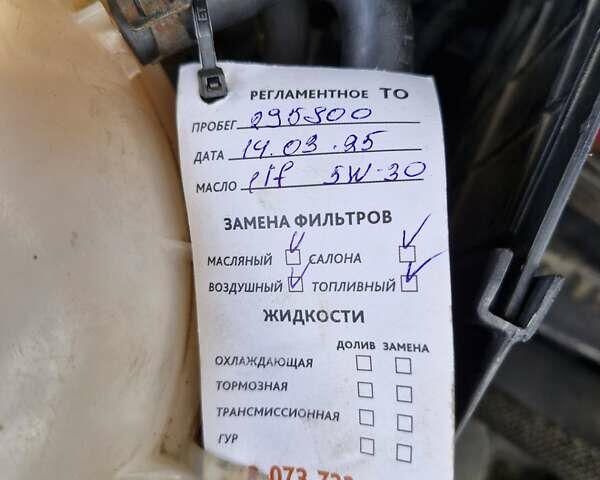 РЕГЛАМЕНТНОЕ ТО
ПРОБЕГ 295800
ДАТА 14.03.25
МАСЛО elf 5W-30
ЗАМЕНА ФИЛЬТРОВ
МАСЛЯНЫЙ САЛОНА
ВОЗДУШНЫЙ ТОПЛИВНЫЙ
ЖИДКОСТИ
ДОЛИВ ЗАМЕНА
ОХЛАЖДАЮЩАЯ
ТОРМОЗНАЯ
ТРАНСМИССИОННАЯ
ГУР
073